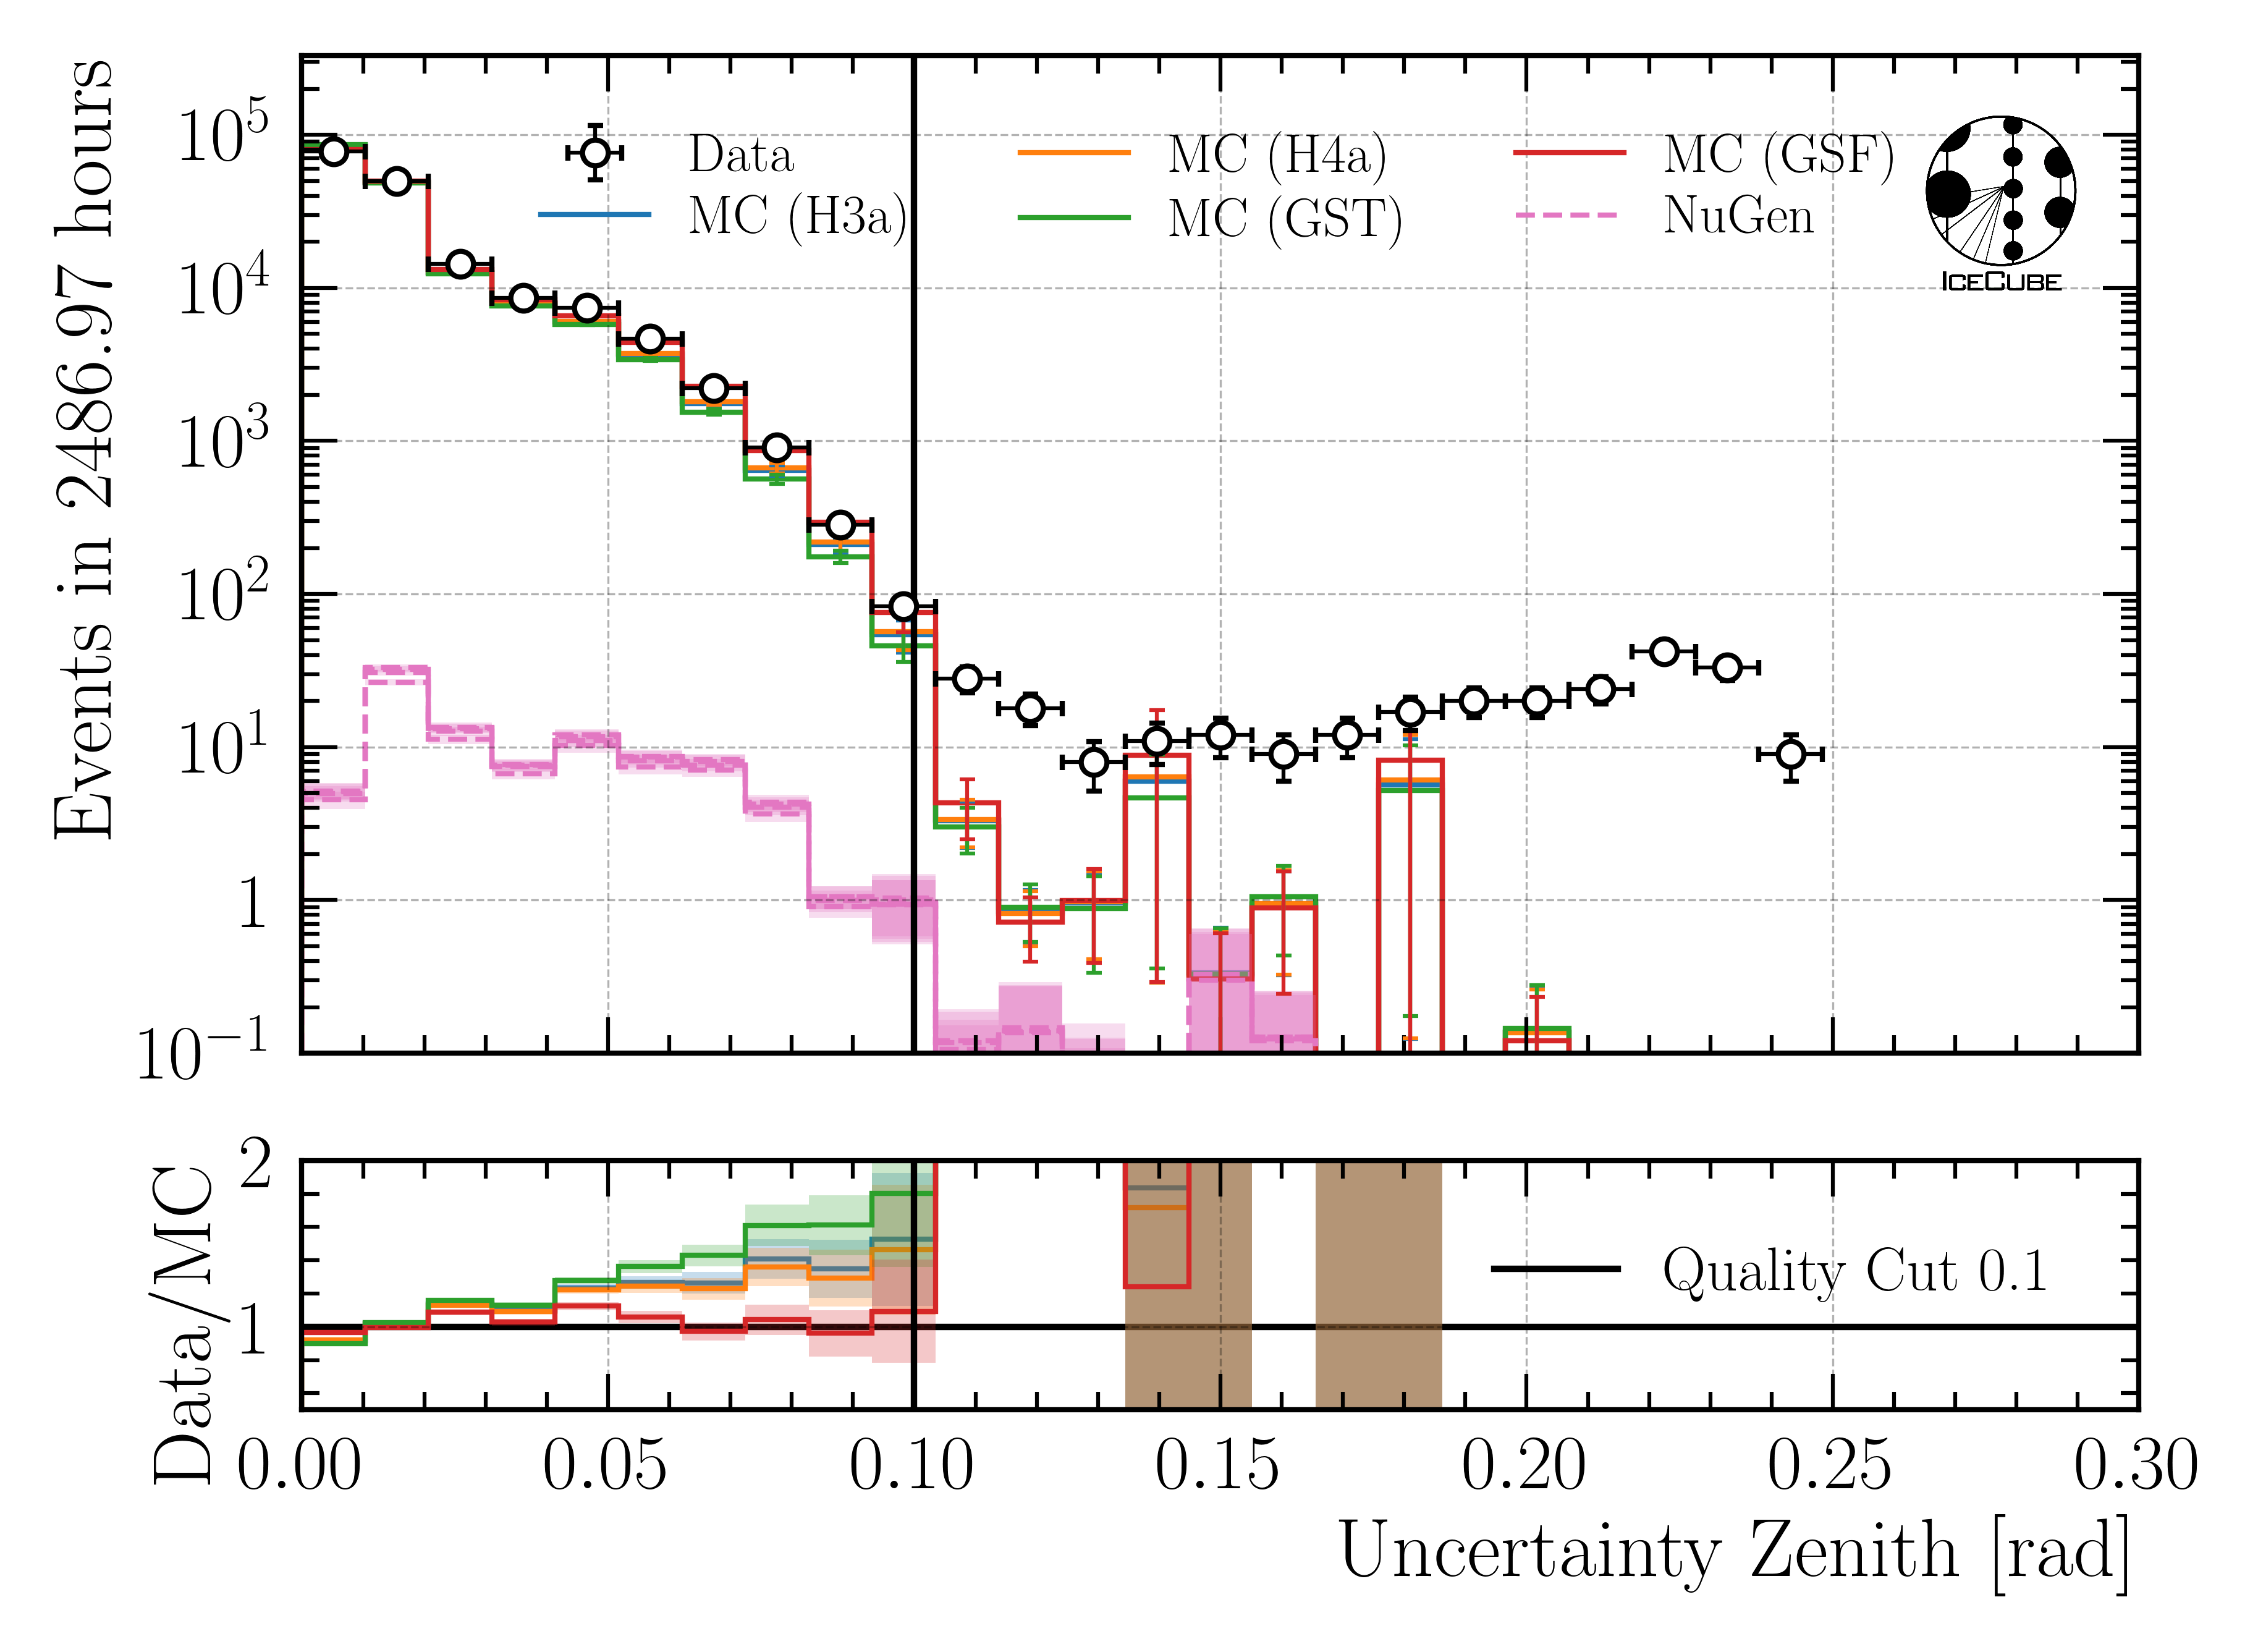 Events in 2486.97 hours
10^5
10^4
10^3
10^2
10^1
1
10^−1
Data
MC (H3a)
MC (H4a)
MC (GST)
MC (GSF)
NuGen
ICECUBE
Data/MC
2
1
Quality Cut 0.1
0.00 0.05 0.10 0.15 0.20 0.25 0.30
Uncertainty Zenith [rad]